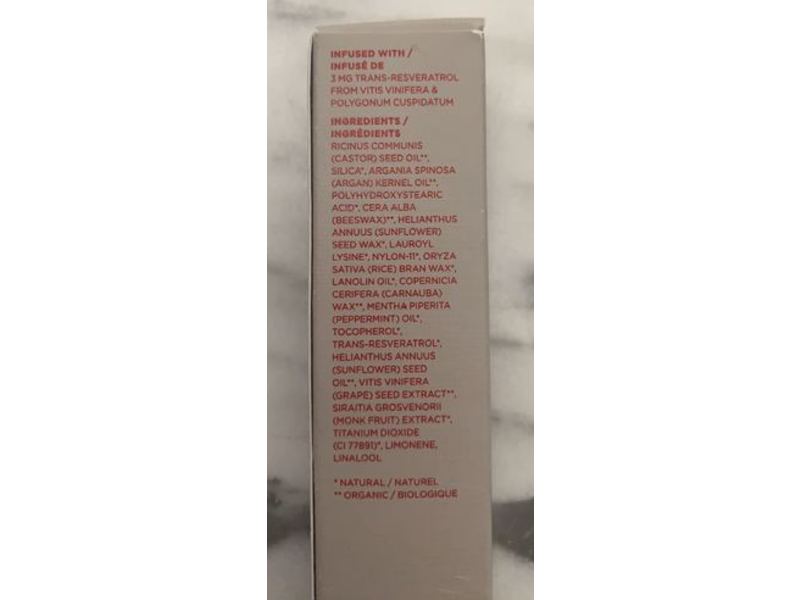 INFUSED WITH /
INFUSÉ DE
3 MG TRANS-RESVERATROL
FROM VITIS VINIFERA &
POLYGONUM CUSPIDATUM
INGREDIENTS /
INGRÉDIENTS
RICINUS COMMUNIS
(CASTOR) SEED OIL**,
SILICA*, ARGANIA SPINOSA
(ARGAN) KERNEL OIL**,
POLYHYDROXYSTEARIC
ACID*, CERA ALBA
(BEESWAX)**, HELIANTHUS
ANNUUS (SUNFLOWER)
SEED WAX*, LAUROYL
LYSINE*, NYLON-11*, ORYZA
SATIVA (RICE) BRAN WAX*,
LANOLIN OIL*, COPERNICIA
CERIFERA (CARNAUBA)
WAX**, MENTHA PIPERITA
(PEPPERMINT) OIL*,
TOCOPHEROL*,
TRANS-RESVERATROL*,
HELIANTHUS ANNUUS
(SUNFLOWER) SEED
OIL**, VITIS VINIFERA
(GRAPE) SEED EXTRACT**,
SIRAITIA GROSVENORII
(MONK FRUIT) EXTRACT*,
TITANIUM DIOXIDE
(CI 77891)*, LIMONENE,
LINALOOL
* NATURAL / NATUREL
** ORGANIC / BIOLOGIQUE